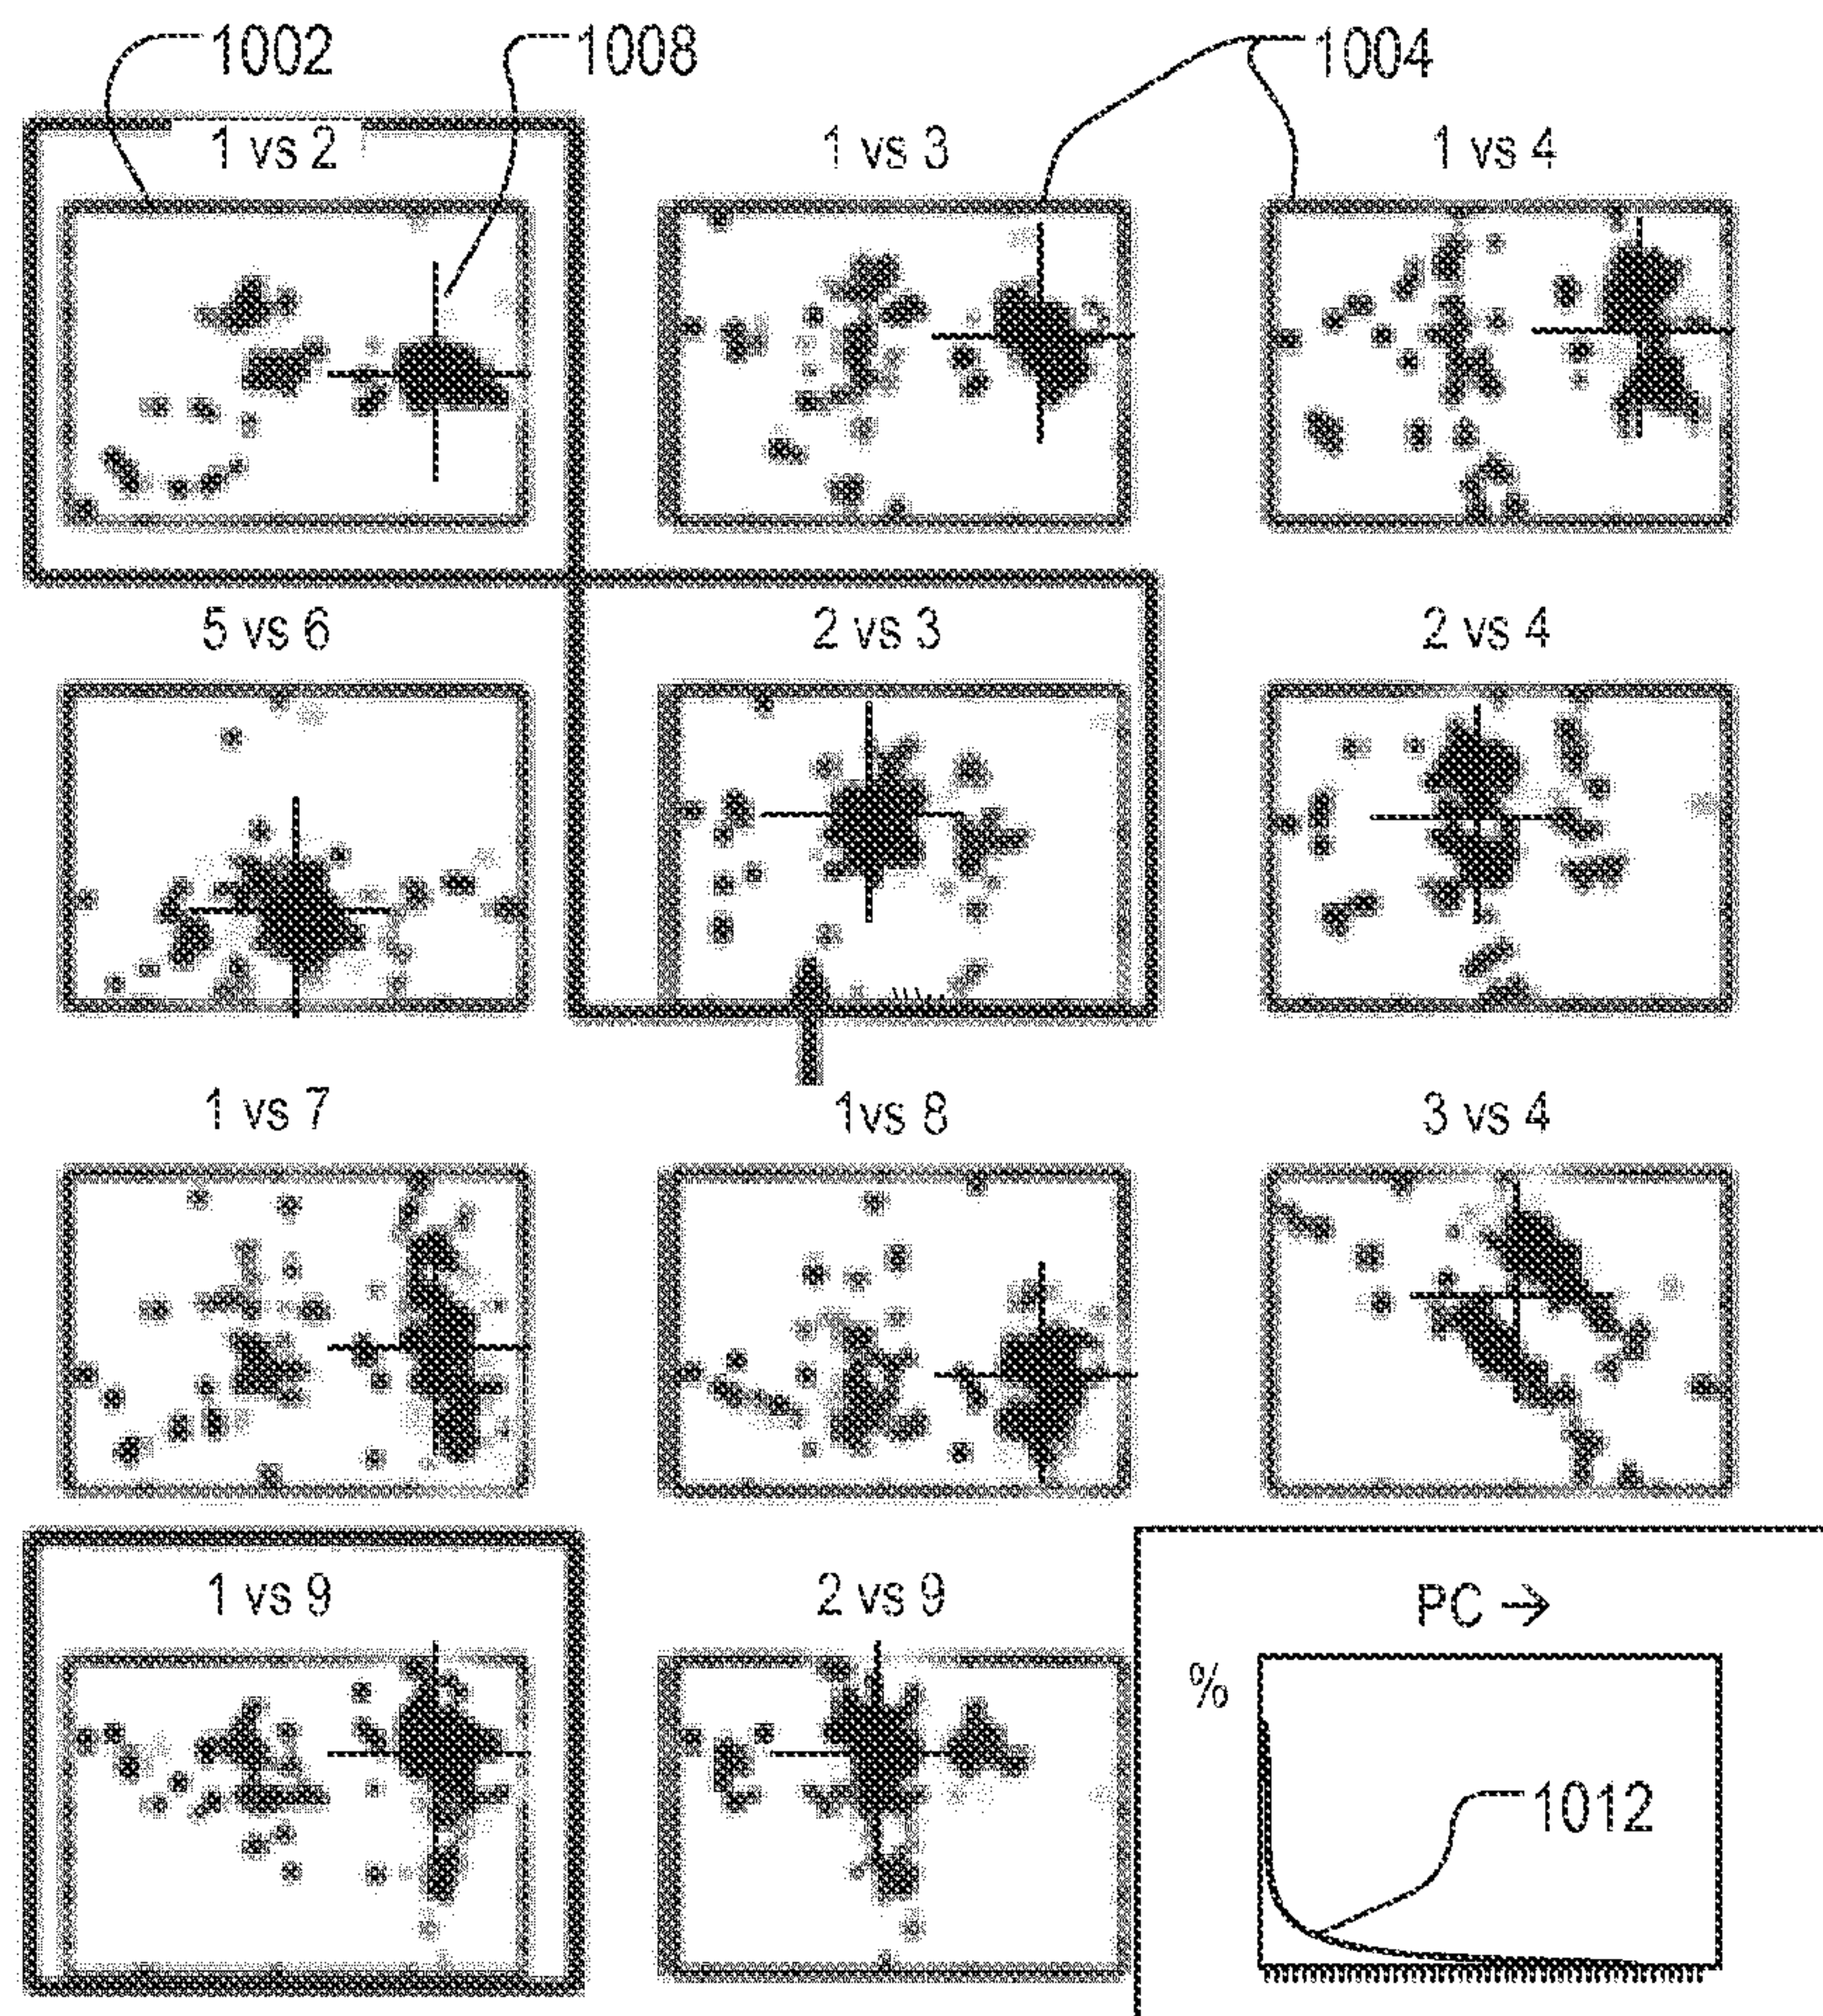 1002 1008 1004
1 vs 2 1 vs 3 1 vs 4
5 vs 6 2 vs 3 2 vs 4
1 vs 7 1vs 8 3 vs 4
1 vs 9 2 vs 9 PC →
%
1012